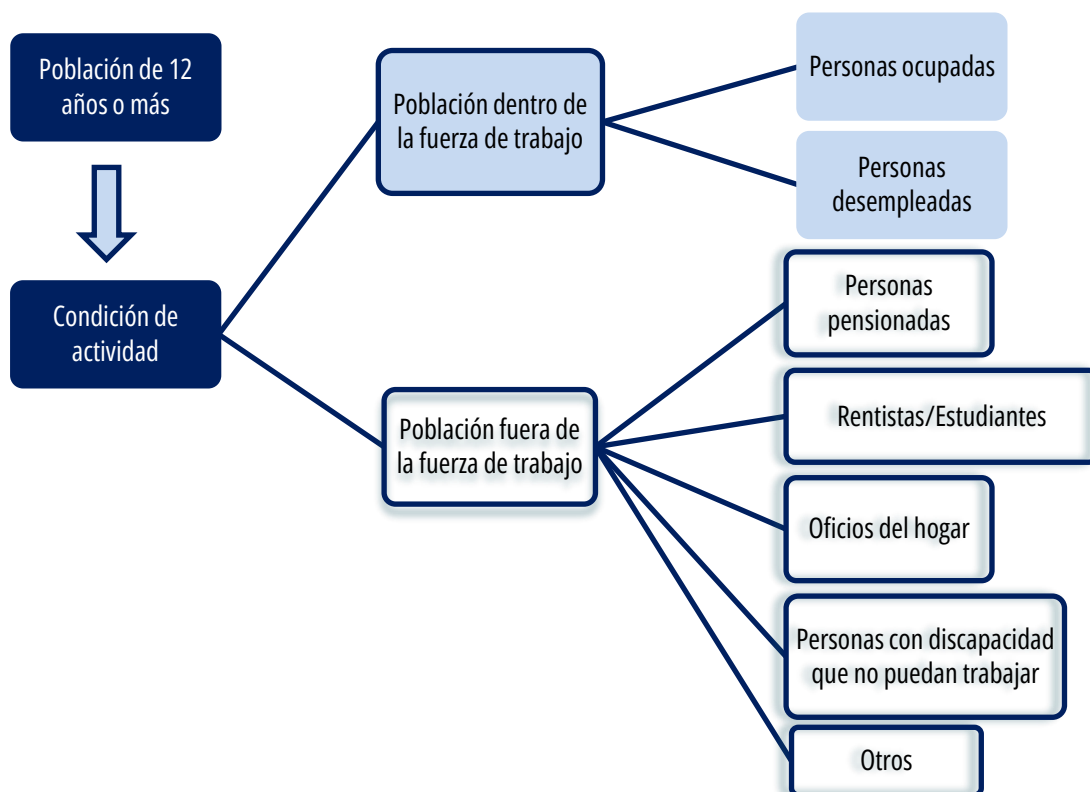 Población de 12
años o más
Condición de
actividad
Población dentro de
la fuerza de trabajo
Personas ocupadas
Personas
desempleadas
Población fuera de
la fuerza de trabajo
Personas
pensionadas
Rentistas/Estudiantes
Oficios del hogar
Personas con discapacidad
que no puedan trabajar
Otros